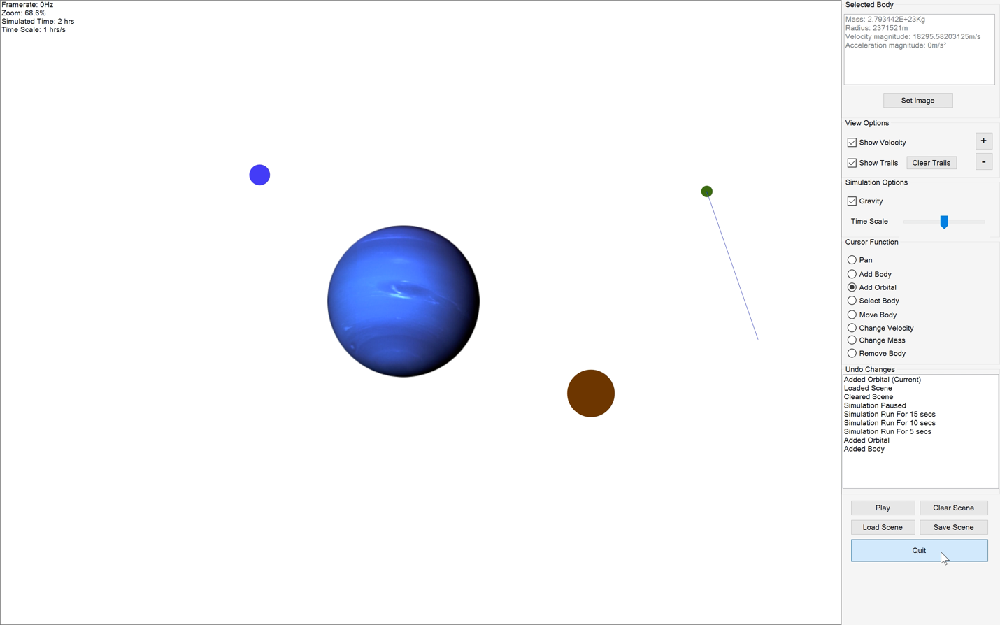 Framerate: 0Hz
Zoom: 68.6%
Simulated Time: 2 hrs
Time Scale: 1 hrs/s
Selected Body
Mass: 2.793442E+23Kg
Radius: 2371521m
Velocity magnitude: 18295.58203125m/s
Acceleration magnitude: 0m/s²
Set Image
View Options
Show Velocity
+
Show Trails
Clear Trails
-
Simulation Options
Gravity
Time Scale
Cursor Function
Pan
Add Body
Add Orbital
Select Body
Move Body
Change Velocity
Change Mass
Remove Body
Undo Changes
Added Orbital (Current)
Loaded Scene
Cleared Scene
Simulation Paused
Simulation Run For 15 secs
Simulation Run For 10 secs
Simulation Run For 5 secs
Added Orbital
Added Body
Play
Clear Scene
Load Scene
Save Scene
Quit